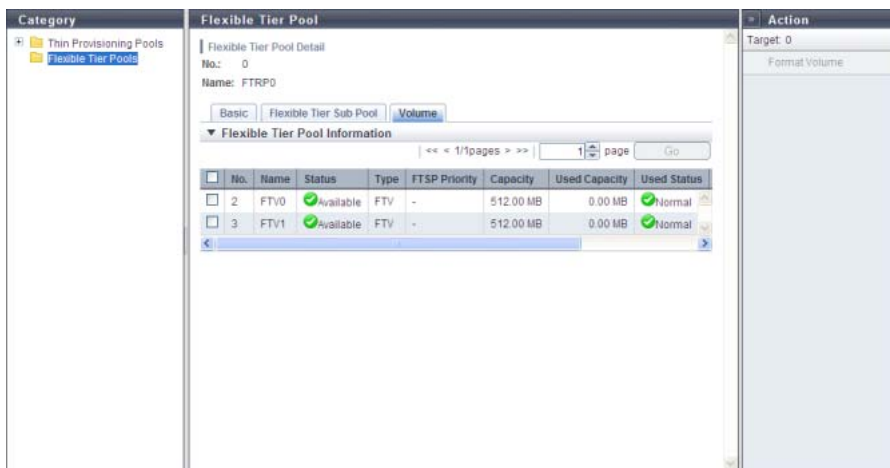 Category
Thin Provisioning Pools
Flexible Tier Pools
Flexible Tier Pool
Flexible Tier Pool Detail
No.: 0
Name: FTRP0
Basic Flexible Tier Sub Pool Volume
Flexible Tier Pool Information
<< < 1/1pages > >> 1 page Go
No. Name Status Type FTSP Priority Capacity Used Capacity Used Status
2 FTV0 Available FTV - 512.00 MB 0.00 MB Normal
3 FTV1 Available FTV - 512.00 MB 0.00 MB Normal
» Action
Target: 0
Format Volume